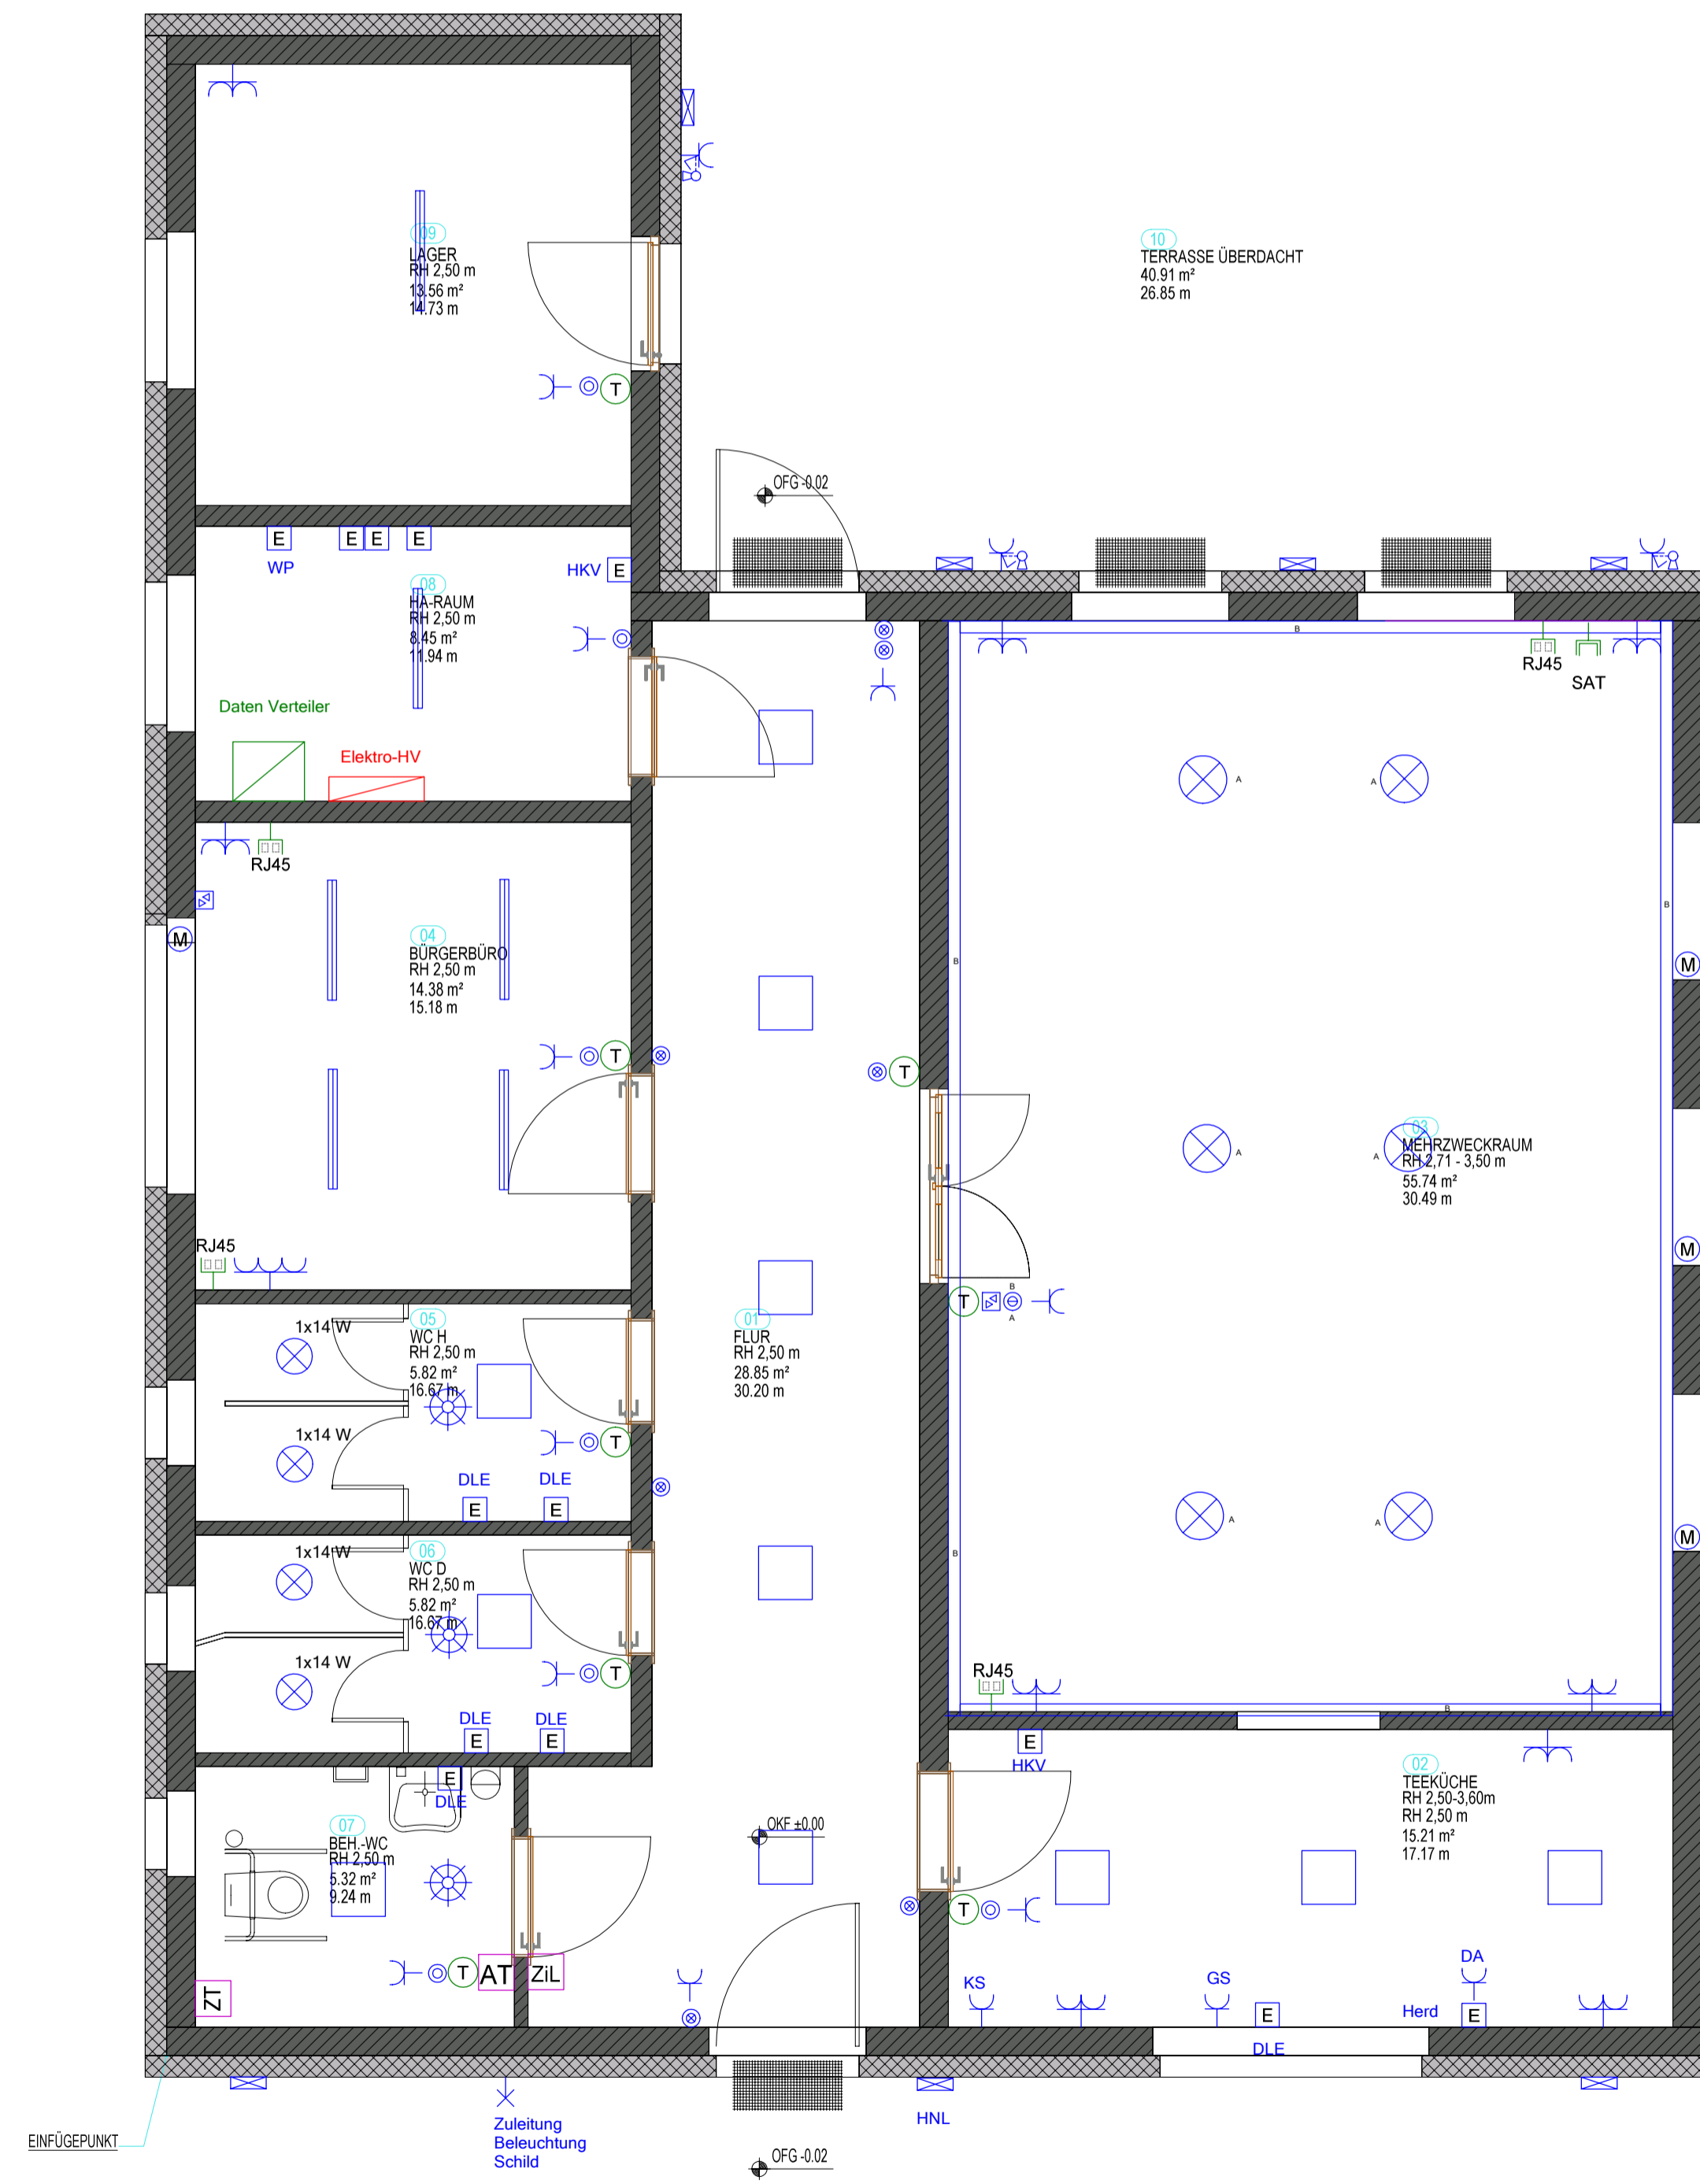 09
LAGER
RH 2,50 m
13.56 m²
14.73 m
10
TERRASSE ÜBERDACHT
40.91 m²
26.85 m
T
OFG -0.02
E
E
E
E
WP
HKV
E
08
HA-RAUM
RH 2,50 m
8.45 m²
11.94 m
Daten Verteiler
Elektro-HV
B
RJ45
SAT
A
A
RJ45
M
04
BÜRGERBÜRO
RH 2,50 m
14.38 m²
15.18 m
B
B
M
T
T
03
MEHRZWECKRAUM
RH 2,71 - 3,50 m
55.74 m²
30.49 m
A
A
RJ45
M
B
T
A
1x14 W
05
WC H
RH 2,50 m
5.82 m²
16.67 m
01
FLUR
RH 2,50 m
28.85 m²
30.20 m
1x14 W
T
DLE
DLE
E
E
A
A
M
B
1x14 W
06
WC D
RH 2,50 m
5.82 m²
16.67 m
1x14 W
T
DLE
DLE
E
E
RJ45
B
E
HKV
E
DLE
02
TEEKÜCHE
RH 2,50-3,60m
RH 2,50 m
15.21 m²
17.17 m
07
BEH.-WC
RH 2,50 m
5.32 m²
9.24 m
OKF ±0.00
T
T
AT
ZiL
ZT
KS
GS
DA
E
Herd
E
DLE
HNL
Zuleitung
Beleuchtung
Schild
EINFÜGEPUNKT
OFG -0.02